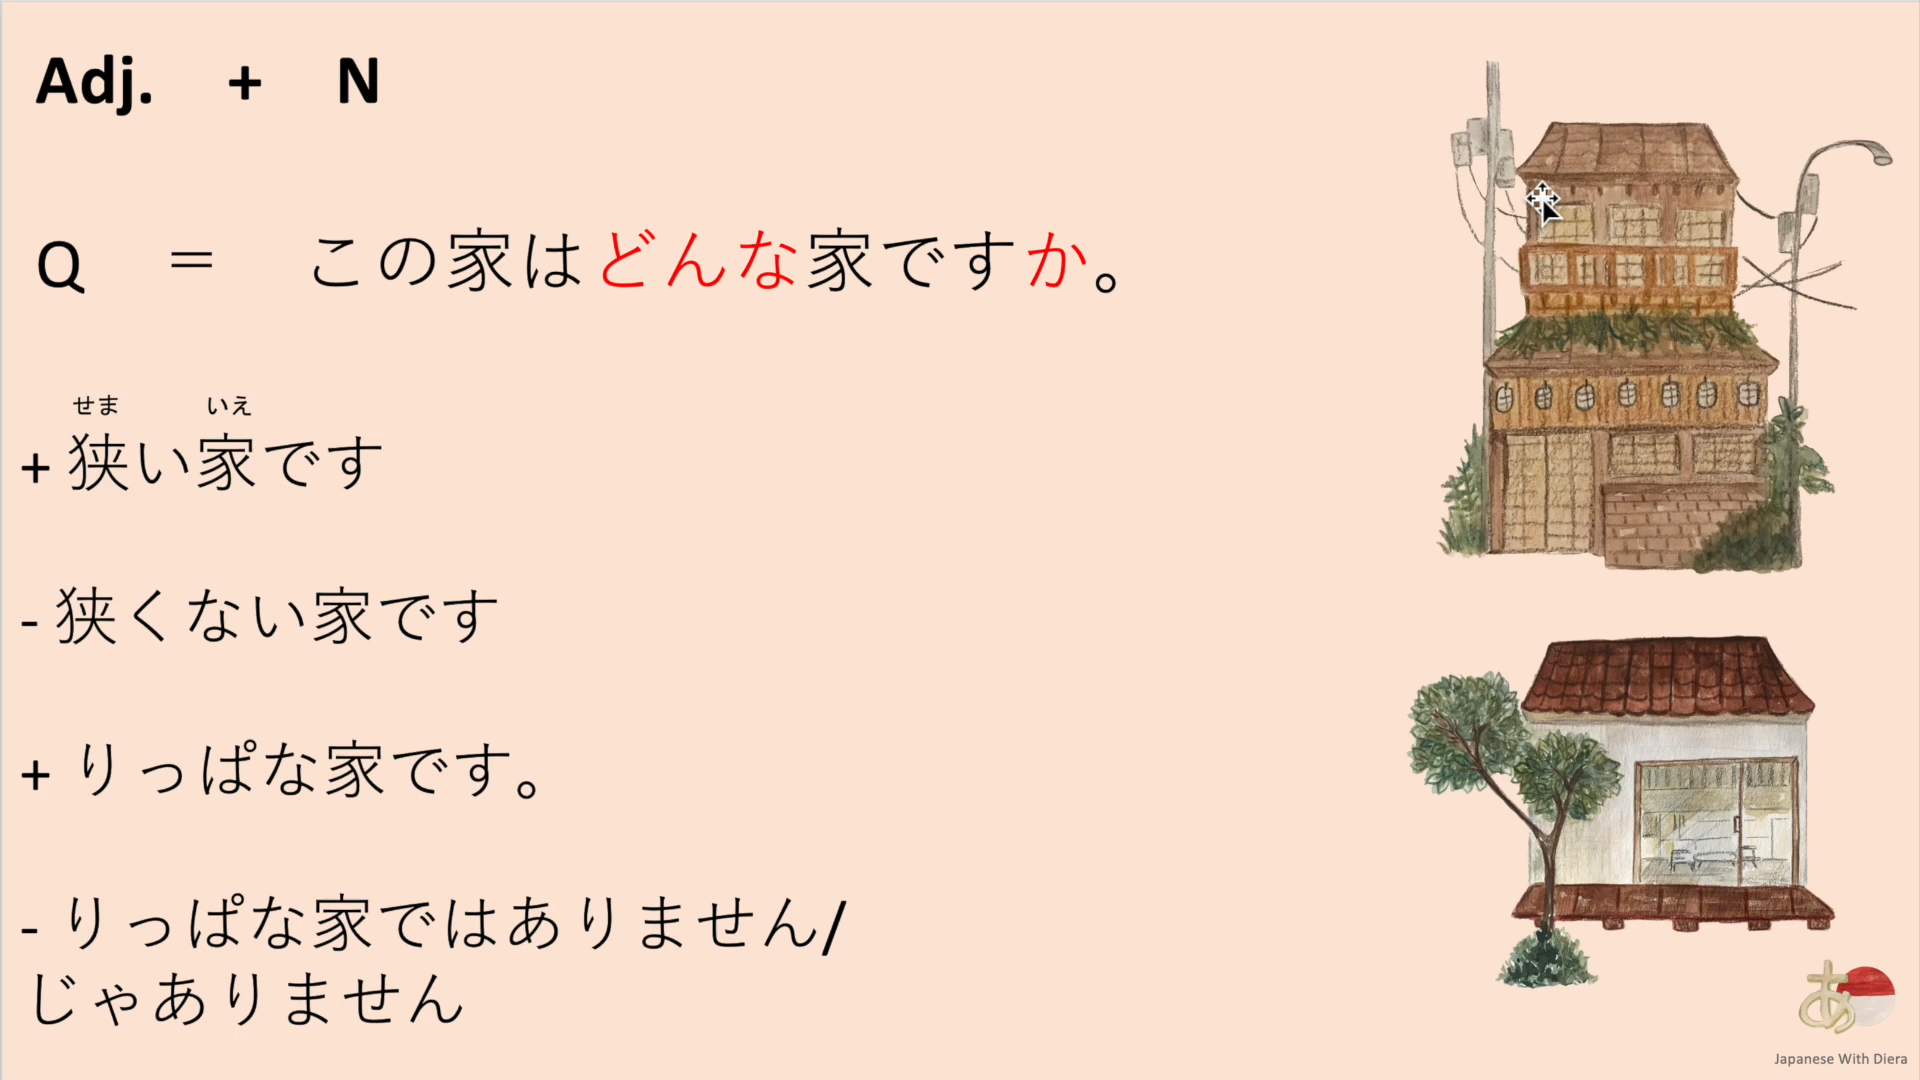 Adj. + N
Q = この家はどんな家ですか。
せま いえ
+ 狭い家です
- 狭くない家です
+ りっぱな家です。
- りっぱな家ではありません/
じゃありません
あ
Japanese With Diera